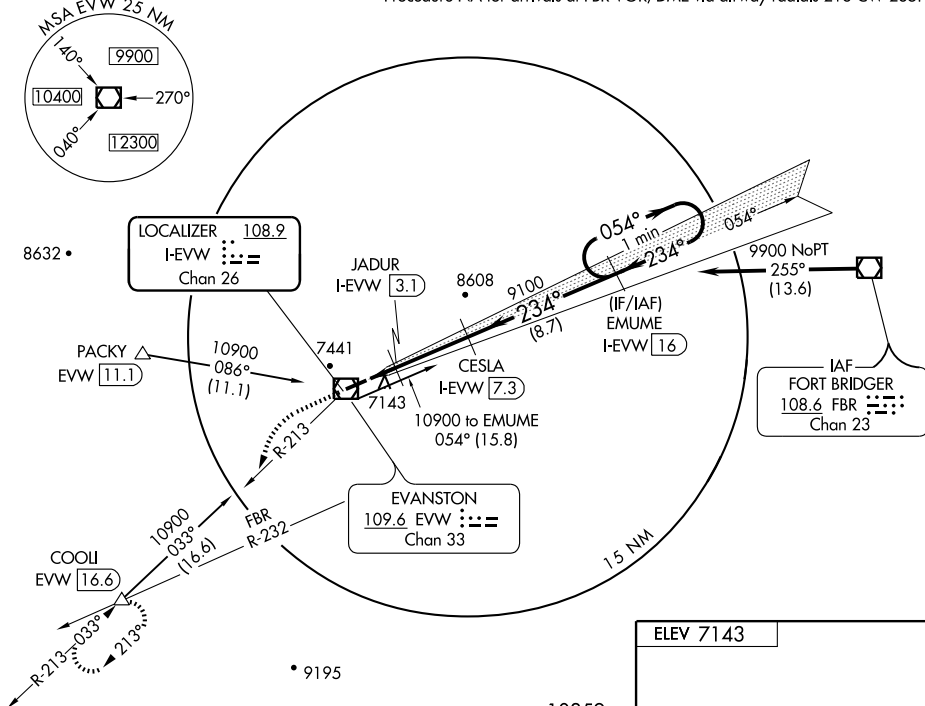 MSA EVW 25 NM
140°
9900
10400
270°
040°
12300
LOCALIZER 108.9
I-EVW
Chan 26
8632
JADUR
I-EVW 3.1
8608
9100
234°
(8.7)
054°
1 min
234°
054°
9900 NoPT
255°
(13.6)
(IF/IAF)
EMUME
I-EVW 16
IAF
FORT BRIDGER
108.6 FBR
Chan 23
PACKY
EVW 11.1
10900
086°
(11.1)
7441
7143
CESLA
I-EVW 7.3
10900 to EMUME
054° (15.8)
R-213
EVANSTON
109.6 EVW
Chan 33
FBR
R-232
10900
033°
(16.6)
COOLI
EVW 16.6
033°
R-213
213°
15 NM
9195
ELEV 7143